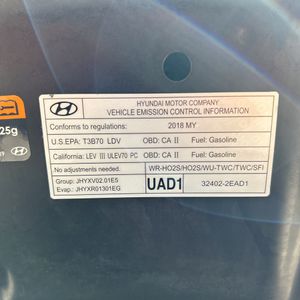 25g
HYUNDAI
HYUNDAI MOTOR COMPANY
VEHICLE EMISSION CONTROL INFORMATION
Conforms to regulations: 2018 MY
U.S.EPA: T3B70 LDV OBD: CA II Fuel: Gasoline
California: LEV III ULEV70 PC OBD: CA II Fuel: Gasoline
No adjustments needed. WR-HO2S/HO2S/WU-TWC/TWC/SFI
Group: JHYXV02.01E5
Evap.: JHYXR01301EG
UAD1 32402-2EAD1